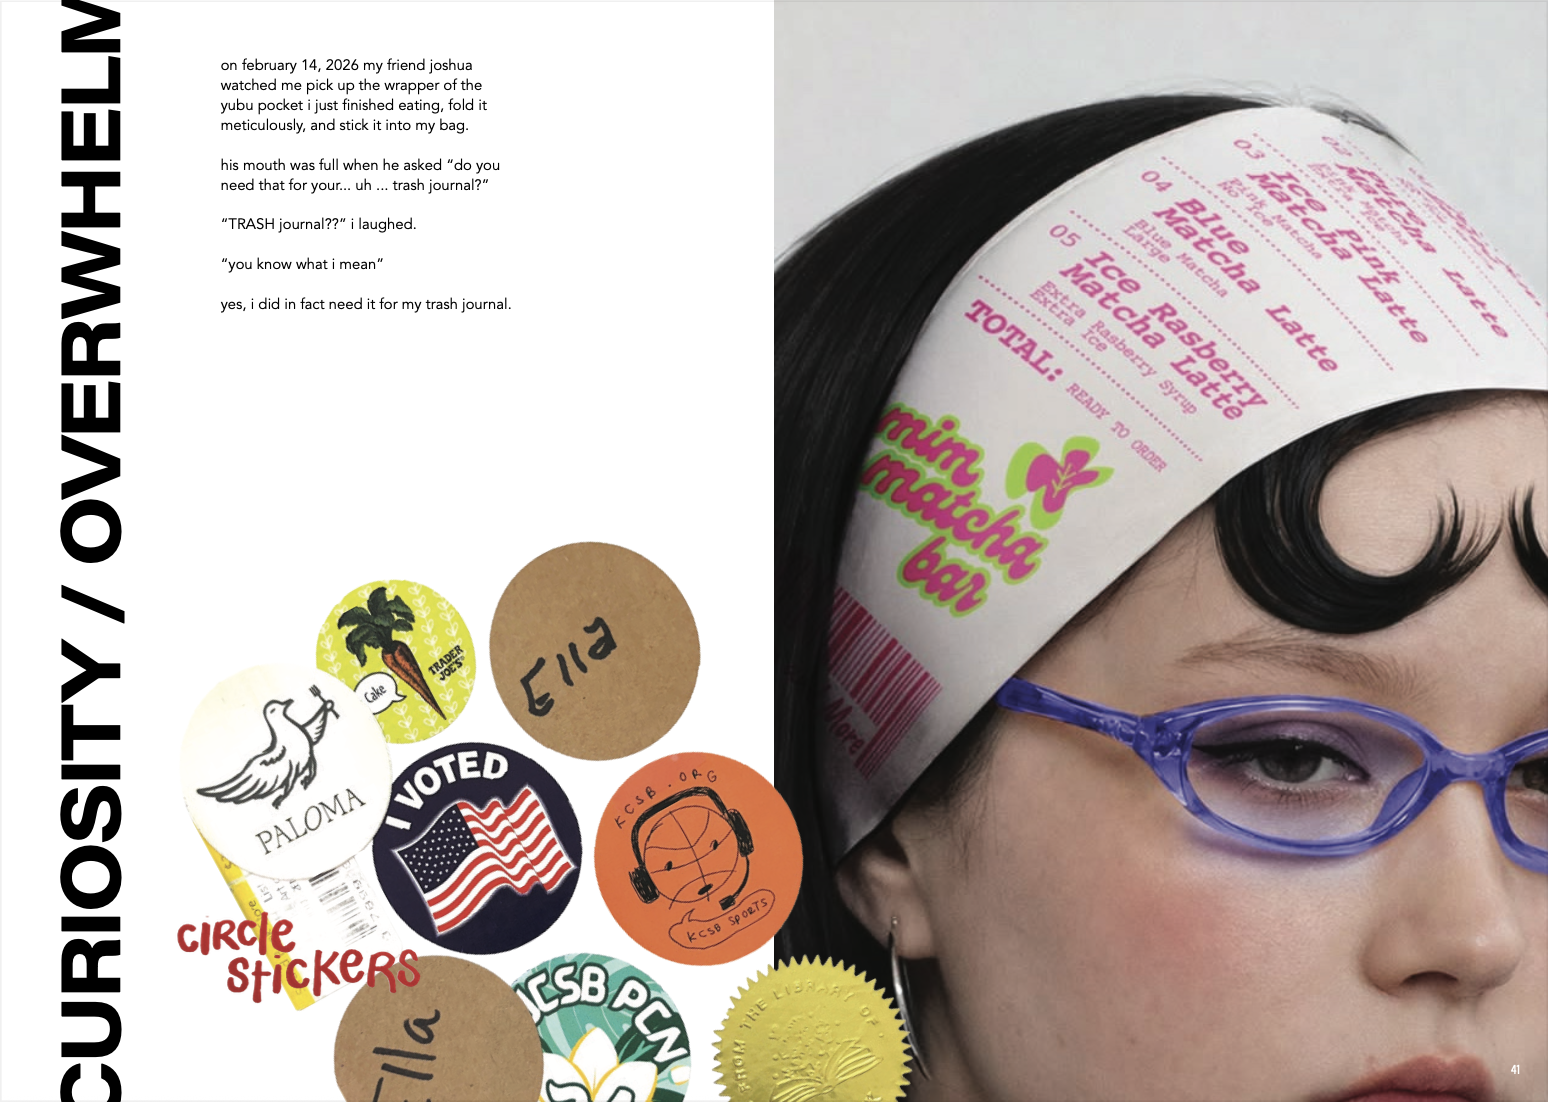 CURIOSITY / OVERWHELM
on february 14, 2026 my friend joshua
watched me pick up the wrapper of the
yubu pocket i just finished eating, fold it
meticulously, and stick it into my bag.
his mouth was full when he asked “do you
need that for your... uh ... trash journal?”
“TRASH journal??” i laughed.
“you know what i mean”
yes, i did in fact need it for my trash journal.
Cake
TRADER
JOE'S
Ella
PALOMA
I VOTED
KCSB.ORG
KCSB SPORTS
CIRCLE
STICKERS
Ella
UCSB PCN
FROM THE LIBRARY OF
02
Matcha Latte
Pink Matcha
03
Ice Pink
Matcha Latte
Pink Matcha
No Ice
04
Blue
Matcha Latte
Blue Matcha
Large
05
Ice Rasberry
Matcha Latte
Extra Rasberry Syrup
Extra Ice
TOTAL: READY TO ORDER
mim
matcha
bar
More
41